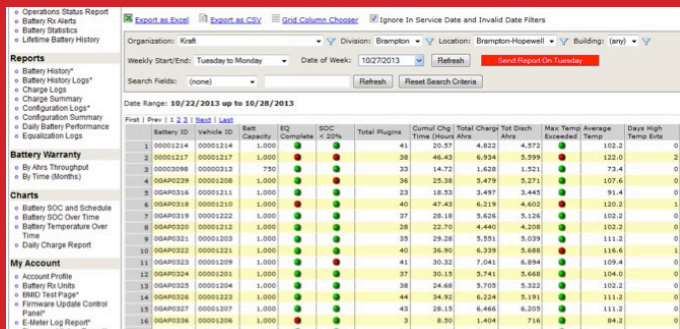 Operations Status Report
Battery Rx Alerts
Battery Statistics
Lifetime Battery History
Reports
Battery History*
Battery History Logs*
Charge Logs
Charge Summary
Configuration Logs*
Configuration Summary
Daily Battery Performance
Equalization Logs
Battery Warranty
By Ahrs Throughput
By Time (Months)
Charts
Battery SOC and Schedule
Battery SOC Over Time
Battery Temperature Over
Time
Daily Charge Report
My Account
Account Profile
Battery Rx Units
BMID Test Page*
Firmware Update Control
Panel*
E-Meter Log Report*
Export as Excel Export as CSV Grid Column Chooser Ignore In Service Date and Invalid Date Filters
Organization: Kraft Division: Brampton Location: Brampton-Hopewell Building: (any)
Weekly Start/End: Tuesday to Monday Date of Week: 10/27/2013 Refresh Send Report On Tuesday
Search Fields: (none) Refresh Reset Search Criteria
Date Range: 10/22/2013 up to 10/28/2013
First | Prev | 1 2 3 | Next | Last
Battery ID Vehicle ID Batt Capacity EQ Complete SOC < 20% Total Plugins Cumul Chg Time (Hours Total Charge Ahrs Tot Disch Ahrs Max Temp Exceeded Average Temp Days High Temp Evts
1 00001214 00001214 1,000 41 20.57 4,822 4,572 102.2 0
2 00001217 00001217 1,000 38 46.43 6,934 5,599 122.0 2
3 00003098 00000313 750 33 14.72 1,628 1,521 73.4 0
4 0GAP0239 00001208 1,000 36 25.38 5,479 5,271 107.6 0
5 0GAP0316 00001211 1,000 23 18.53 3,497 3,445 91.4 0
6 0GAP0318 00001210 1,000 40 47.43 6,219 4,602 120.2 1
7 0GAP0319 00001222 1,000 37 28.18 5,626 5,126 102.2 0
8 0GAP0320 00001212 1,000 28 22.70 4,440 4,208 102.2 0
9 0GAP0321 00001203 1,000 35 29.28 5,551 5,039 111.2 0
10 0GAP0322 00001221 1,000 40 36.90 6,339 5,688 116.6 1
11 0GAP0323 00001209 1,000 41 30.32 7,041 6,894 109.4 0
12 0GAP0324 00001201 1,000 37 30.15 5,741 5,668 104.0 0
13 0GAP0325 00001204 1,000 38 24.68 5,705 5,322 102.2 0
14 0GAP0326 00001223 1,000 44 34.92 6,224 5,191 111.2 0
15 0GAP0327 00001207 1,000 43 28.15 6,466 6,205 111.2 0
16 0GAP0336 00001206 1,000 3 8.50 1,404 716 84.2 0